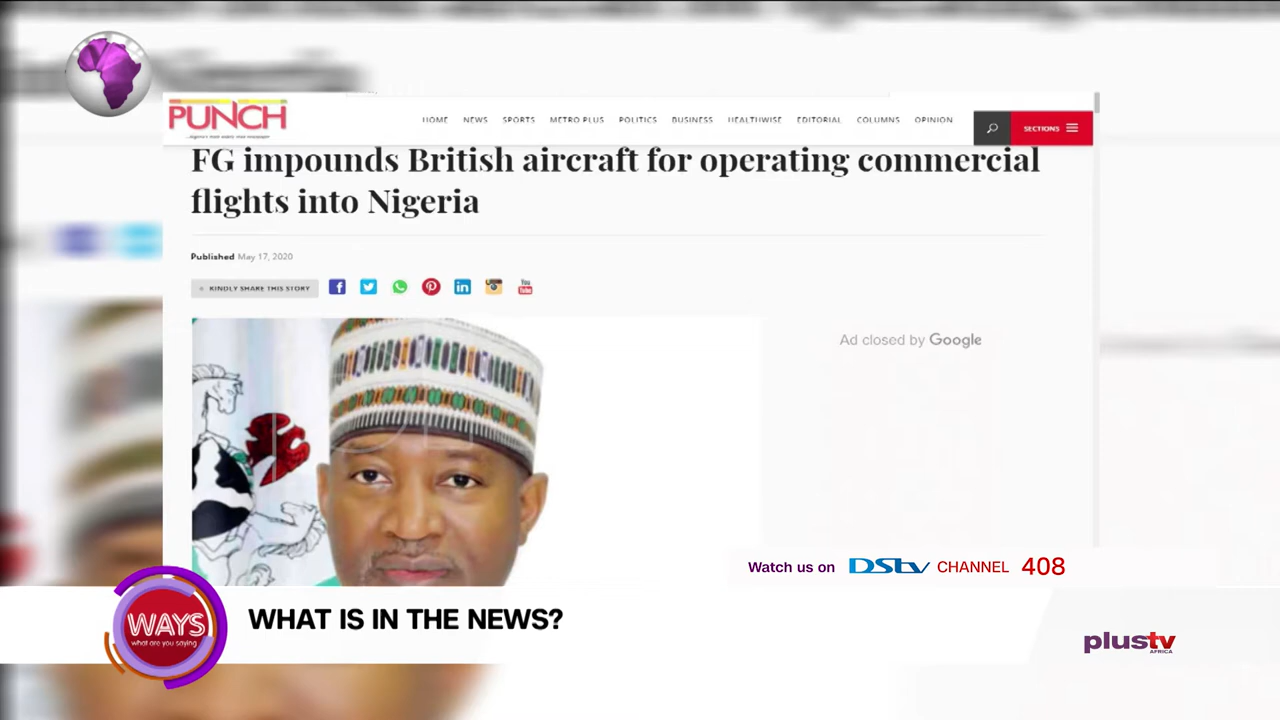 PUNCH
HOME NEWS SPORTS METRO PLUS POLITICS BUSINESS HEALTHWISE EDITORIAL COLUMNS OPINION
SECTIONS
FG impounds British aircraft for operating commercial
flights into Nigeria
Published May 17, 2020
KINDLY SHARE THIS STORY
You
Tube
Ad closed by Google
Watch us on DStv CHANNEL 408
WAYS
what are you saying
WHAT IS IN THE NEWS?
plustv
AFRICA